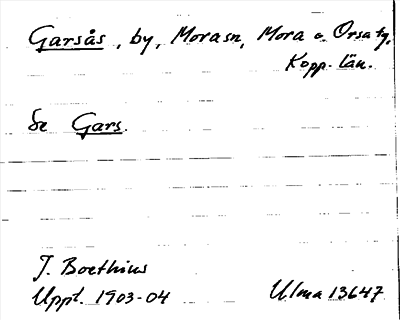 Garsås, by, Morasn, Mora o. Orsa tg,
Kopp. län.
Se Gars.
J. Boethius
Uppt. 1903-04
Ulma 13647